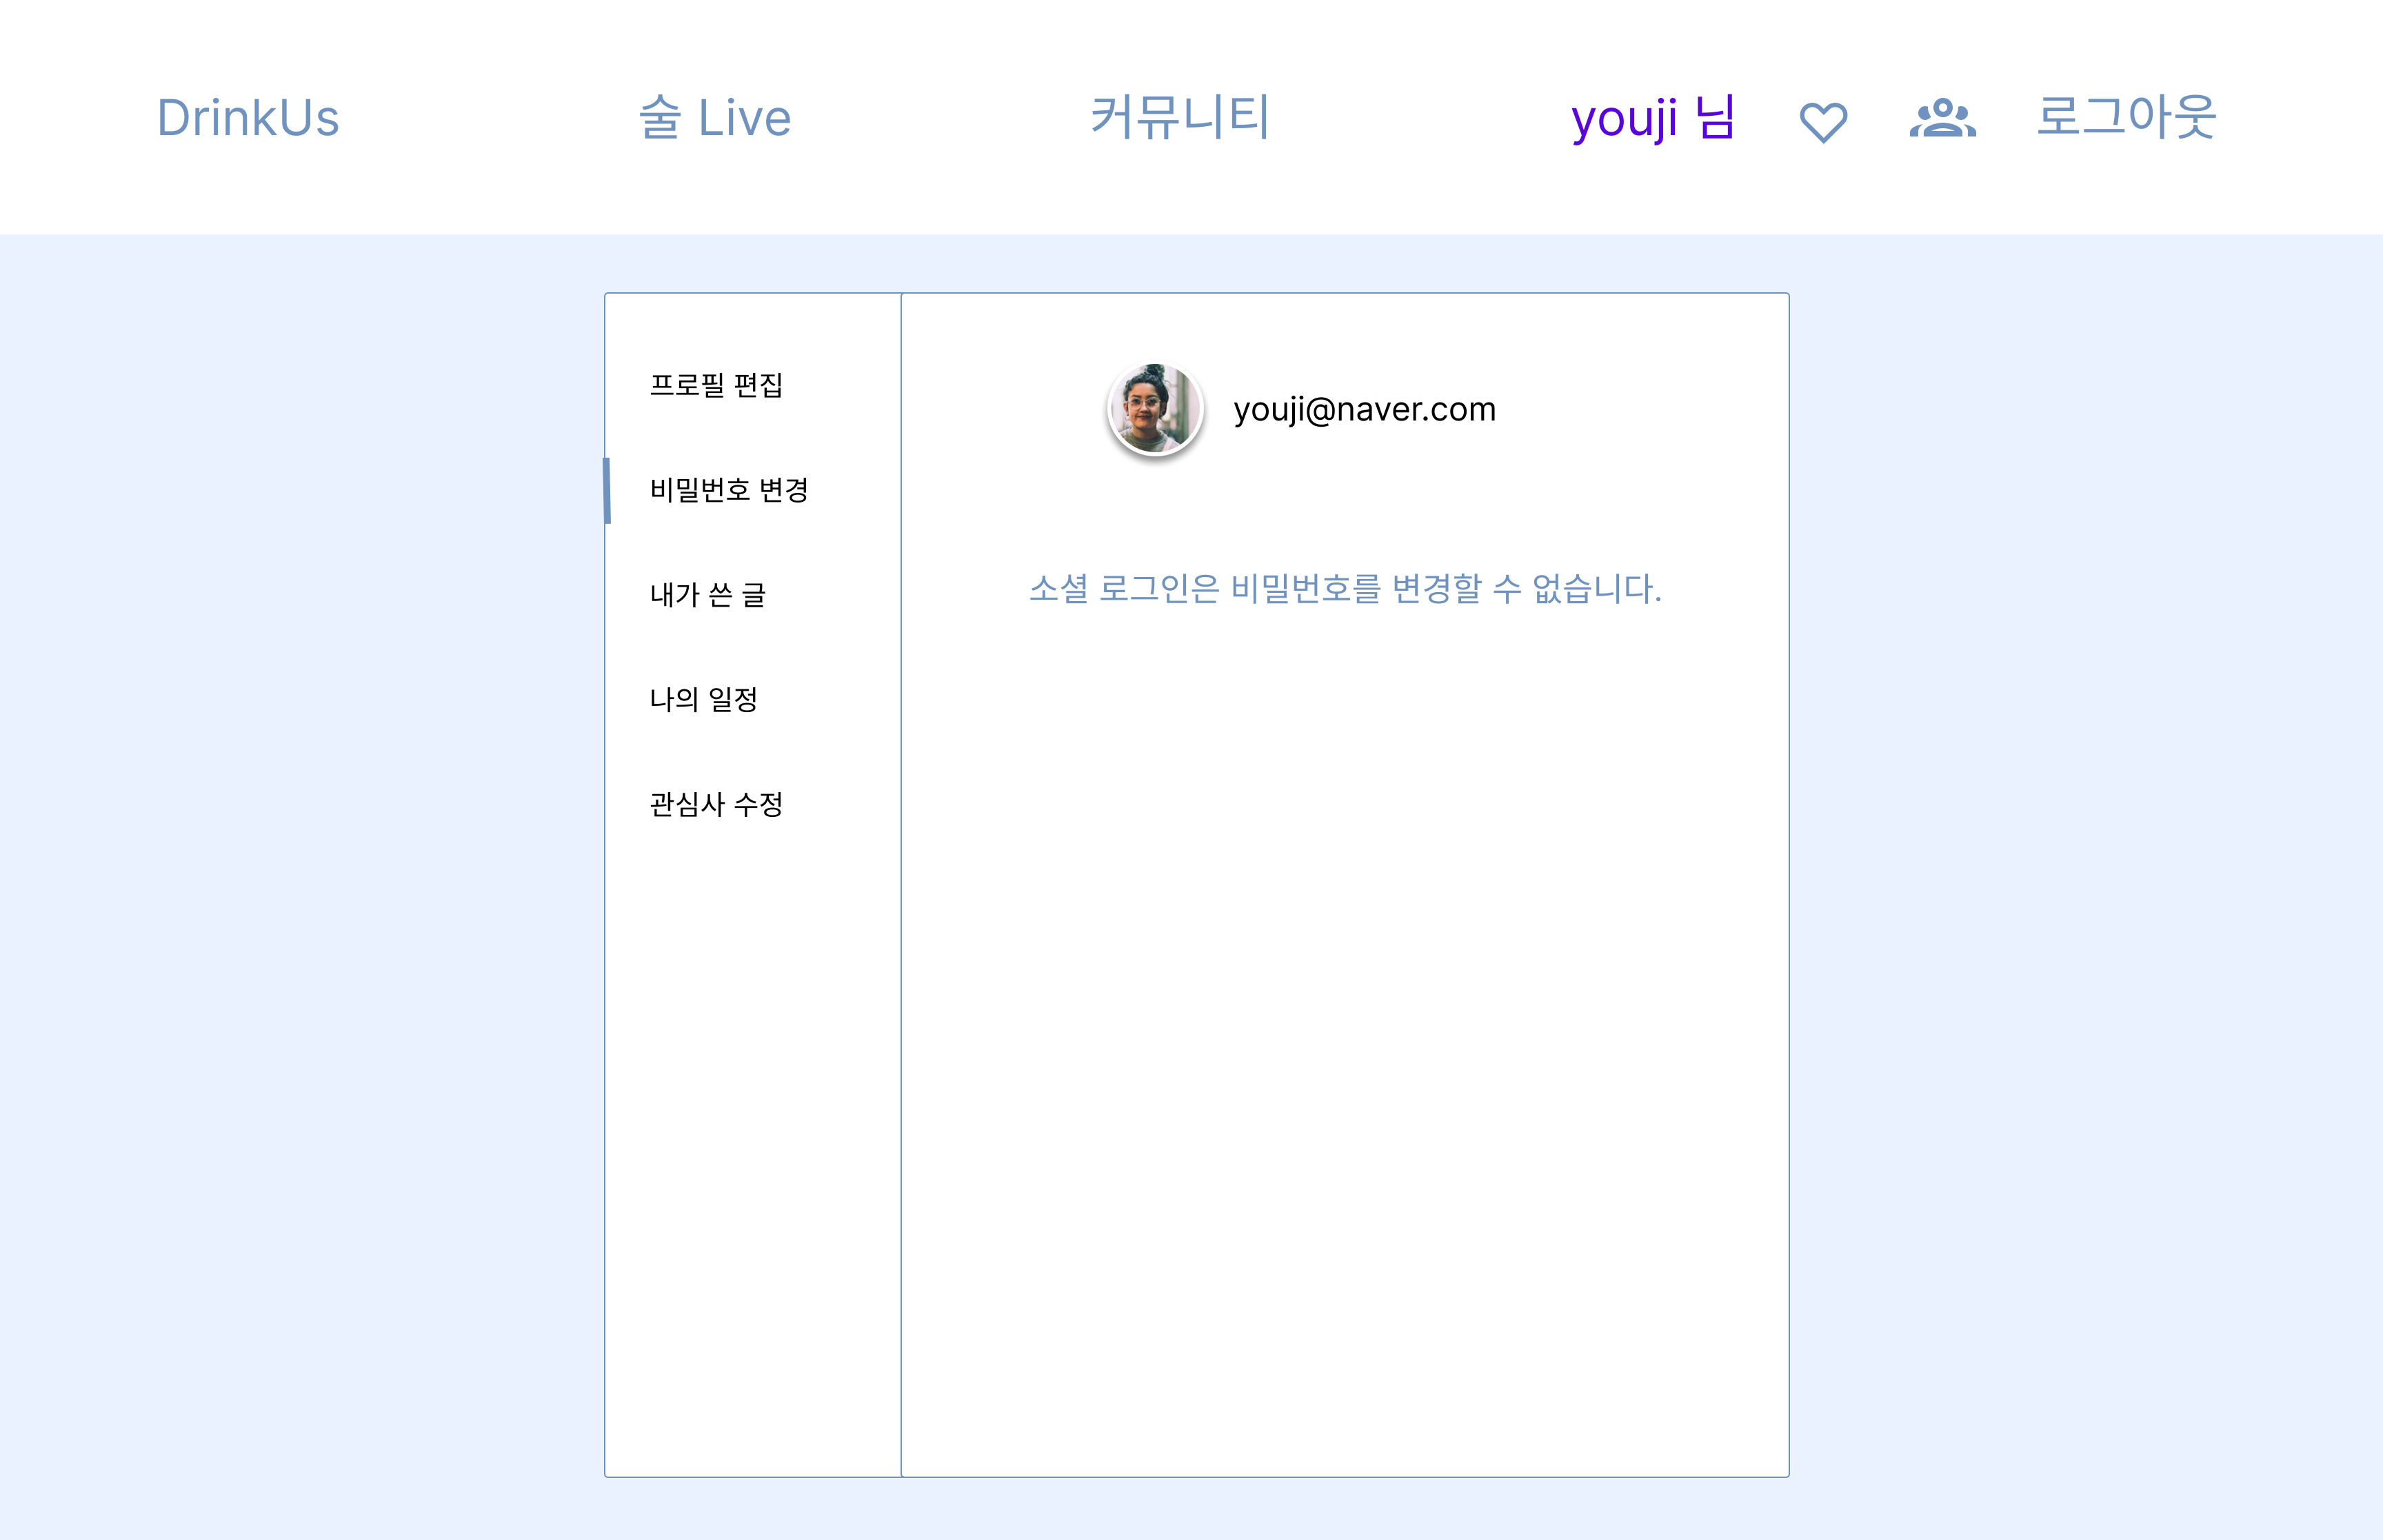 DrinkUs
술 Live
커뮤니티
youji 님
로그아웃
프로필 편집
비밀번호 변경
내가 쓴 글
나의 일정
관심사 수정
youji@naver.com
소셜 로그인은 비밀번호를 변경할 수 없습니다.